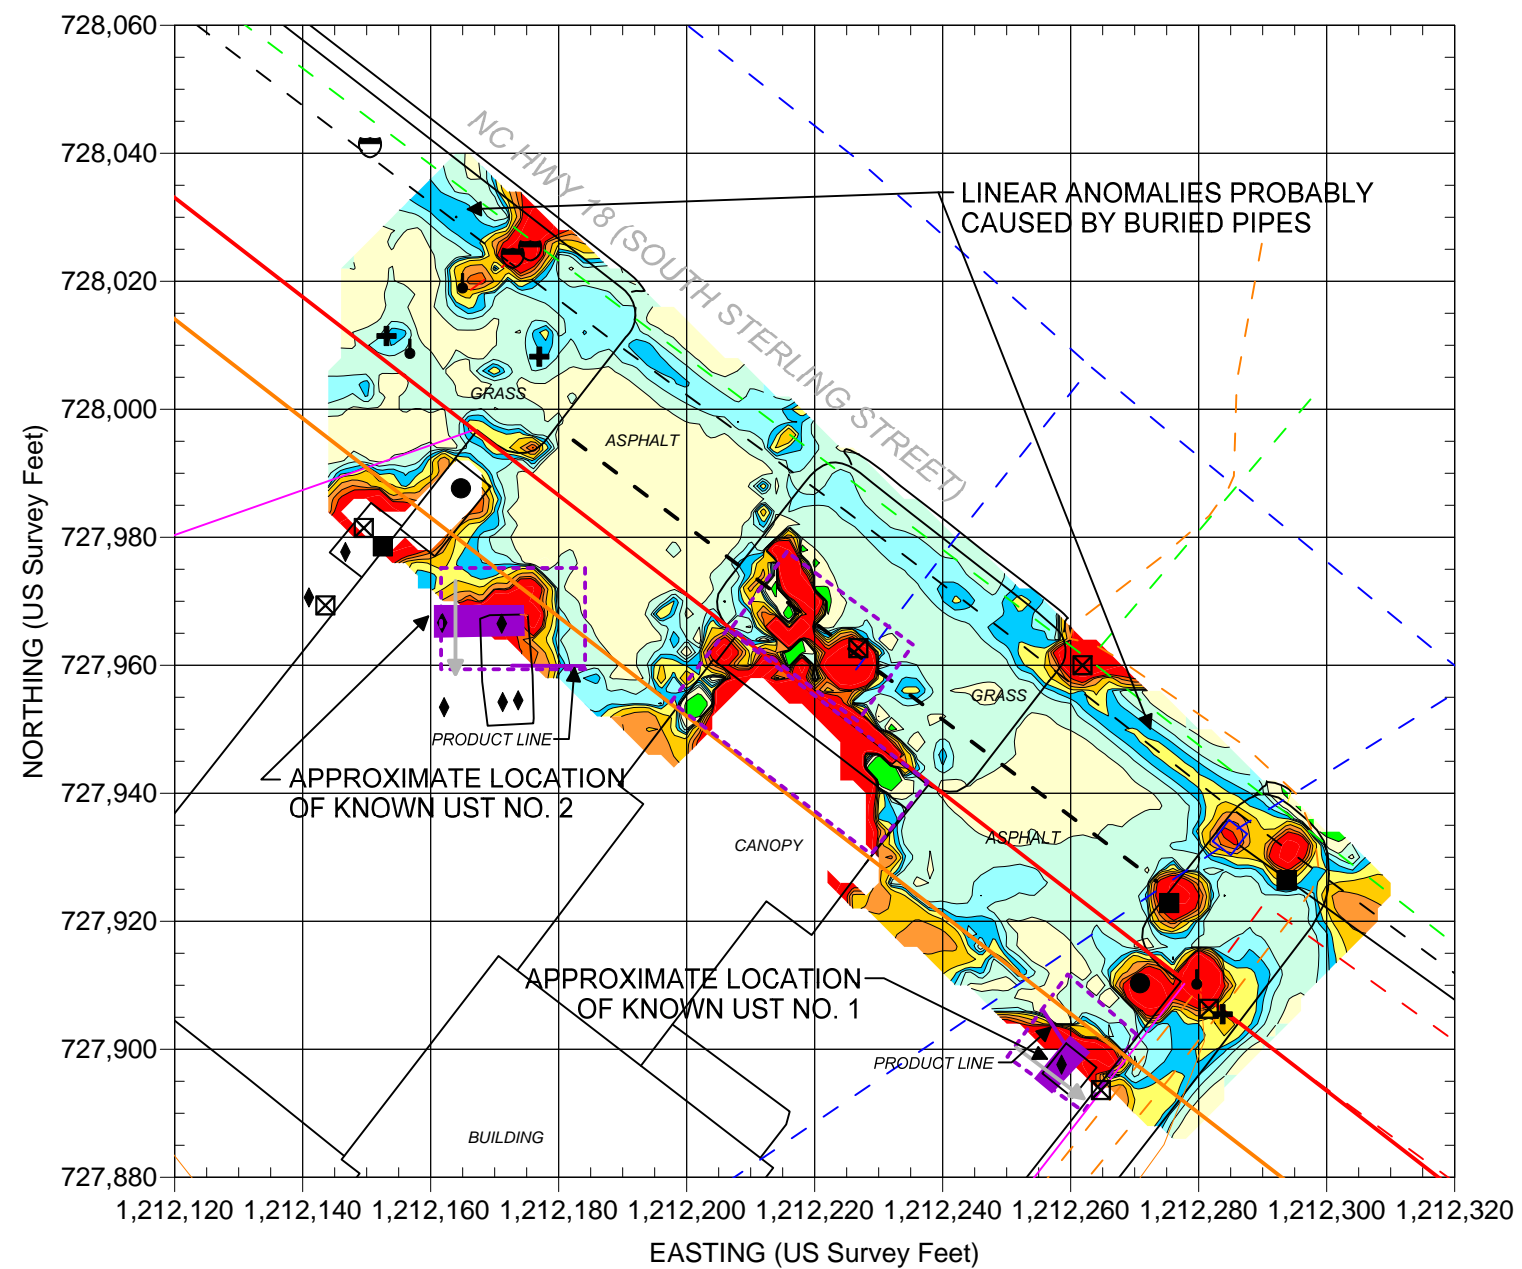 728,060
728,040
728,020
728,000
727,980
727,960
727,940
727,920
727,900
727,880
NORTHING (US Survey Feet)
NC HWY 18 (SOUTH STERLING STREET)
LINEAR ANOMALIES PROBABLY
CAUSED BY BURIED PIPES
GRASS
ASPHALT
GRASS
PRODUCT LINE
APPROXIMATE LOCATION
OF KNOWN UST NO. 2
CANOPY
ASPHALT
APPROXIMATE LOCATION
OF KNOWN UST NO. 1
PRODUCT LINE
BUILDING
1,212,120
1,212,140
1,212,160
1,212,180
1,212,200
1,212,220
1,212,240
1,212,260
1,212,280
1,212,300
1,212,320
EASTING (US Survey Feet)